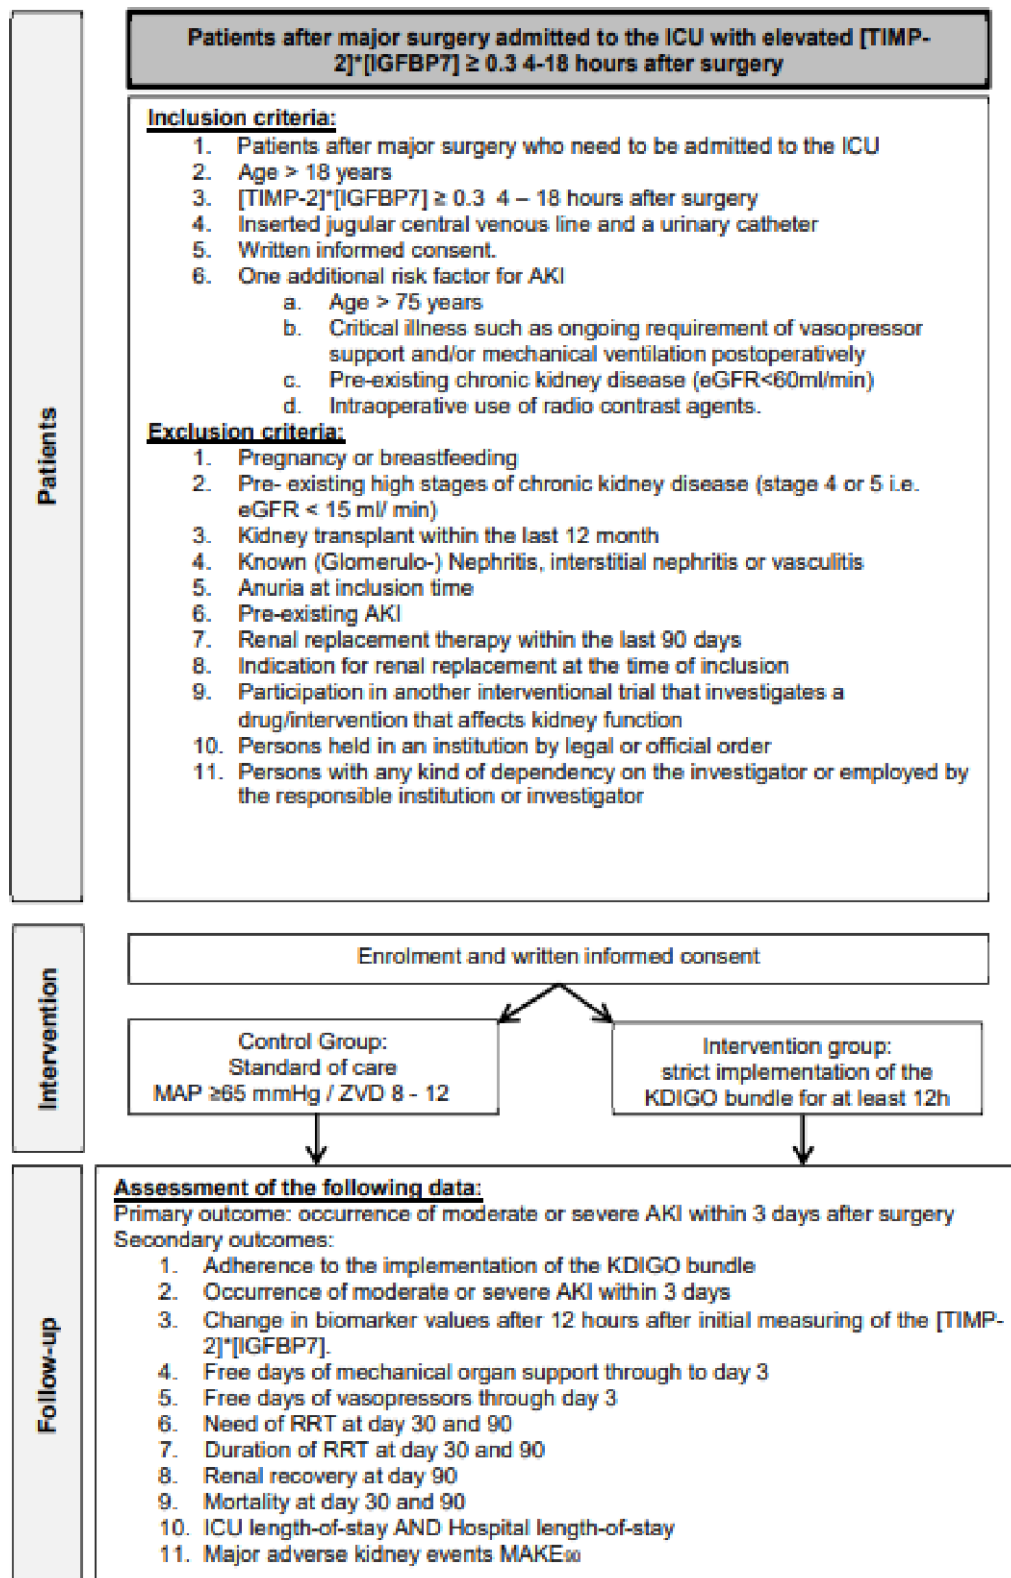 Patients after major surgery admitted to the ICU with elevated [TIMP-
2]*[IGFBP7] ≥ 0.3 4-18 hours after surgery
Patients
Inclusion criteria:
1. Patients after major surgery who need to be admitted to the ICU
2. Age > 18 years
3. [TIMP-2]*[IGFBP7] ≥ 0.3 4 – 18 hours after surgery
4. Inserted jugular central venous line and a urinary catheter
5. Written informed consent.
6. One additional risk factor for AKI
a. Age > 75 years
b. Critical illness such as ongoing requirement of vasopressor
support and/or mechanical ventilation postoperatively
c. Pre-existing chronic kidney disease (eGFR<60ml/min)
d. Intraoperative use of radio contrast agents.
Exclusion criteria:
1. Pregnancy or breastfeeding
2. Pre- existing high stages of chronic kidney disease (stage 4 or 5 i.e.
eGFR < 15 ml/ min)
3. Kidney transplant within the last 12 month
4. Known (Glomerulo-) Nephritis, interstitial nephritis or vasculitis
5. Anuria at inclusion time
6. Pre-existing AKI
7. Renal replacement therapy within the last 90 days
8. Indication for renal replacement at the time of inclusion
9. Participation in another interventional trial that investigates a
drug/intervention that affects kidney function
10. Persons held in an institution by legal or official order
11. Persons with any kind of dependency on the investigator or employed by
the responsible institution or investigator
Intervention
Enrolment and written informed consent
Control Group:
Standard of care
MAP ≥65 mmHg / ZVD 8 - 12
Intervention group:
strict implementation of the
KDIGO bundle for at least 12h
Follow-up
Assessment of the following data:
Primary outcome: occurrence of moderate or severe AKI within 3 days after surgery
Secondary outcomes:
1. Adherence to the implementation of the KDIGO bundle
2. Occurrence of moderate or severe AKI within 3 days
3. Change in biomarker values after 12 hours after initial measuring of the [TIMP-
2]*[IGFBP7].
4. Free days of mechanical organ support through to day 3
5. Free days of vasopressors through day 3
6. Need of RRT at day 30 and 90
7. Duration of RRT at day 30 and 90
8. Renal recovery at day 90
9. Mortality at day 30 and 90
10. ICU length-of-stay AND Hospital length-of-stay
11. Major adverse kidney events MAKE90